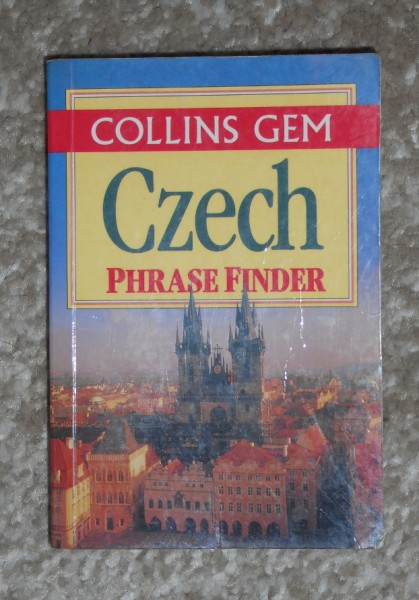 COLLINS GEM
Czech
PHRASE FINDER